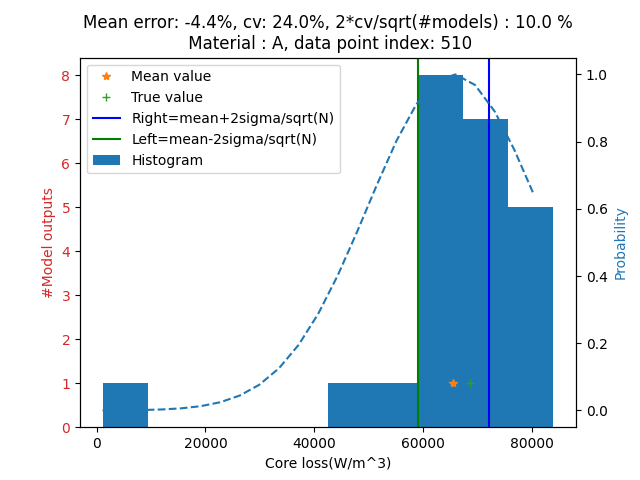 Mean error: -4.4%, cv: 24.0%, 2*cv/sqrt(#models) : 10.0 %
Material : A, data point index: 510
Mean value
True value
Right=mean+2sigma/sqrt(N)
Left=mean-2sigma/sqrt(N)
Histogram
#Model outputs
8
7
6
5
4
3
2
1
0
1.0
0.8
0.6
0.4
0.2
0.0
Probability
0 20000 40000 60000 80000
Core loss(W/m^3)